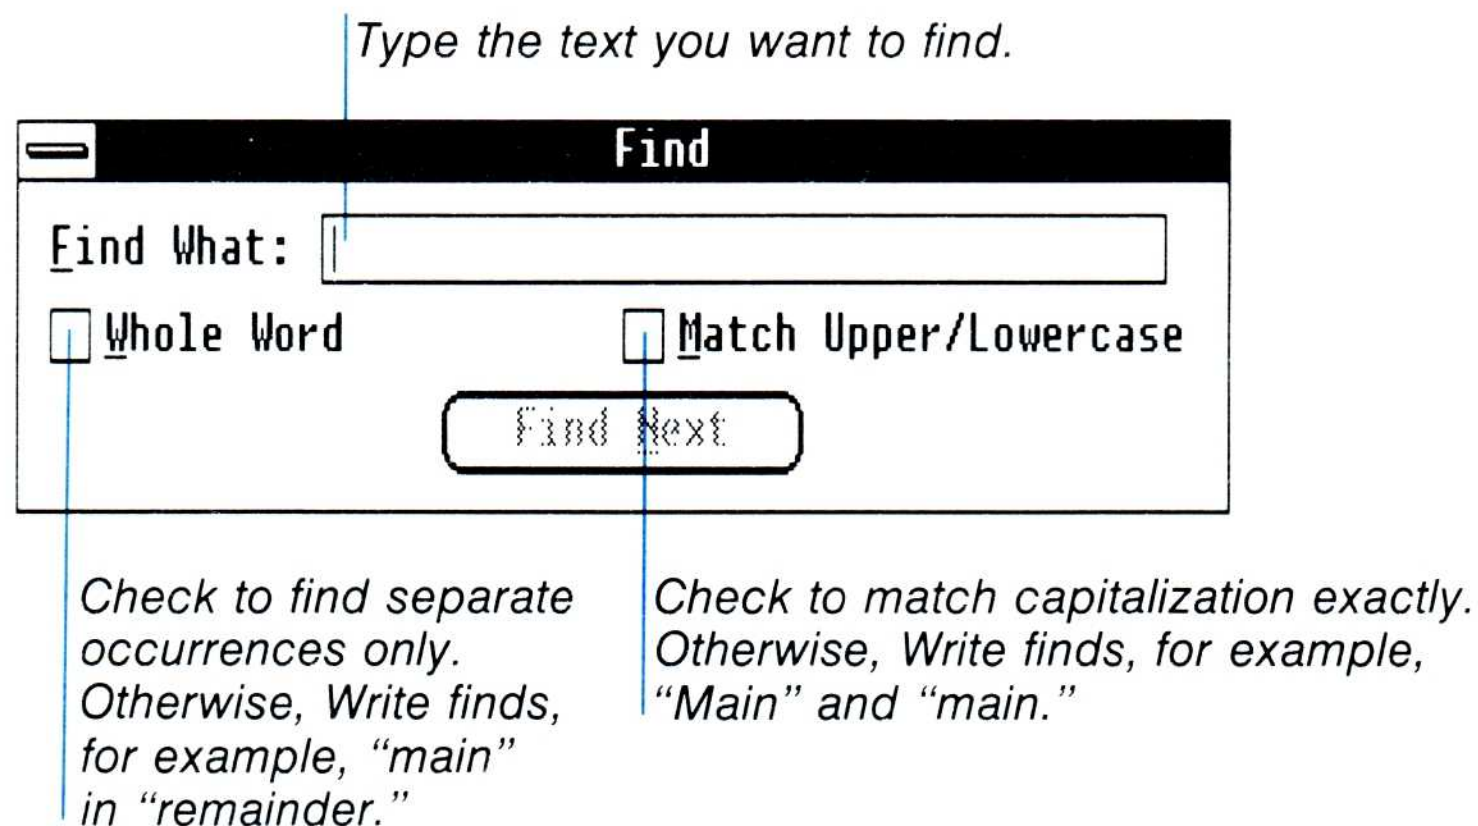 Type the text you want to find.
Find
Find What:
Whole Word
Match Upper/Lowercase
Find Next
Check to find separate
occurrences only.
Otherwise, Write finds,
for example, “main”
in “remainder.”
Check to match capitalization exactly.
Otherwise, Write finds, for example,
“Main” and “main.”